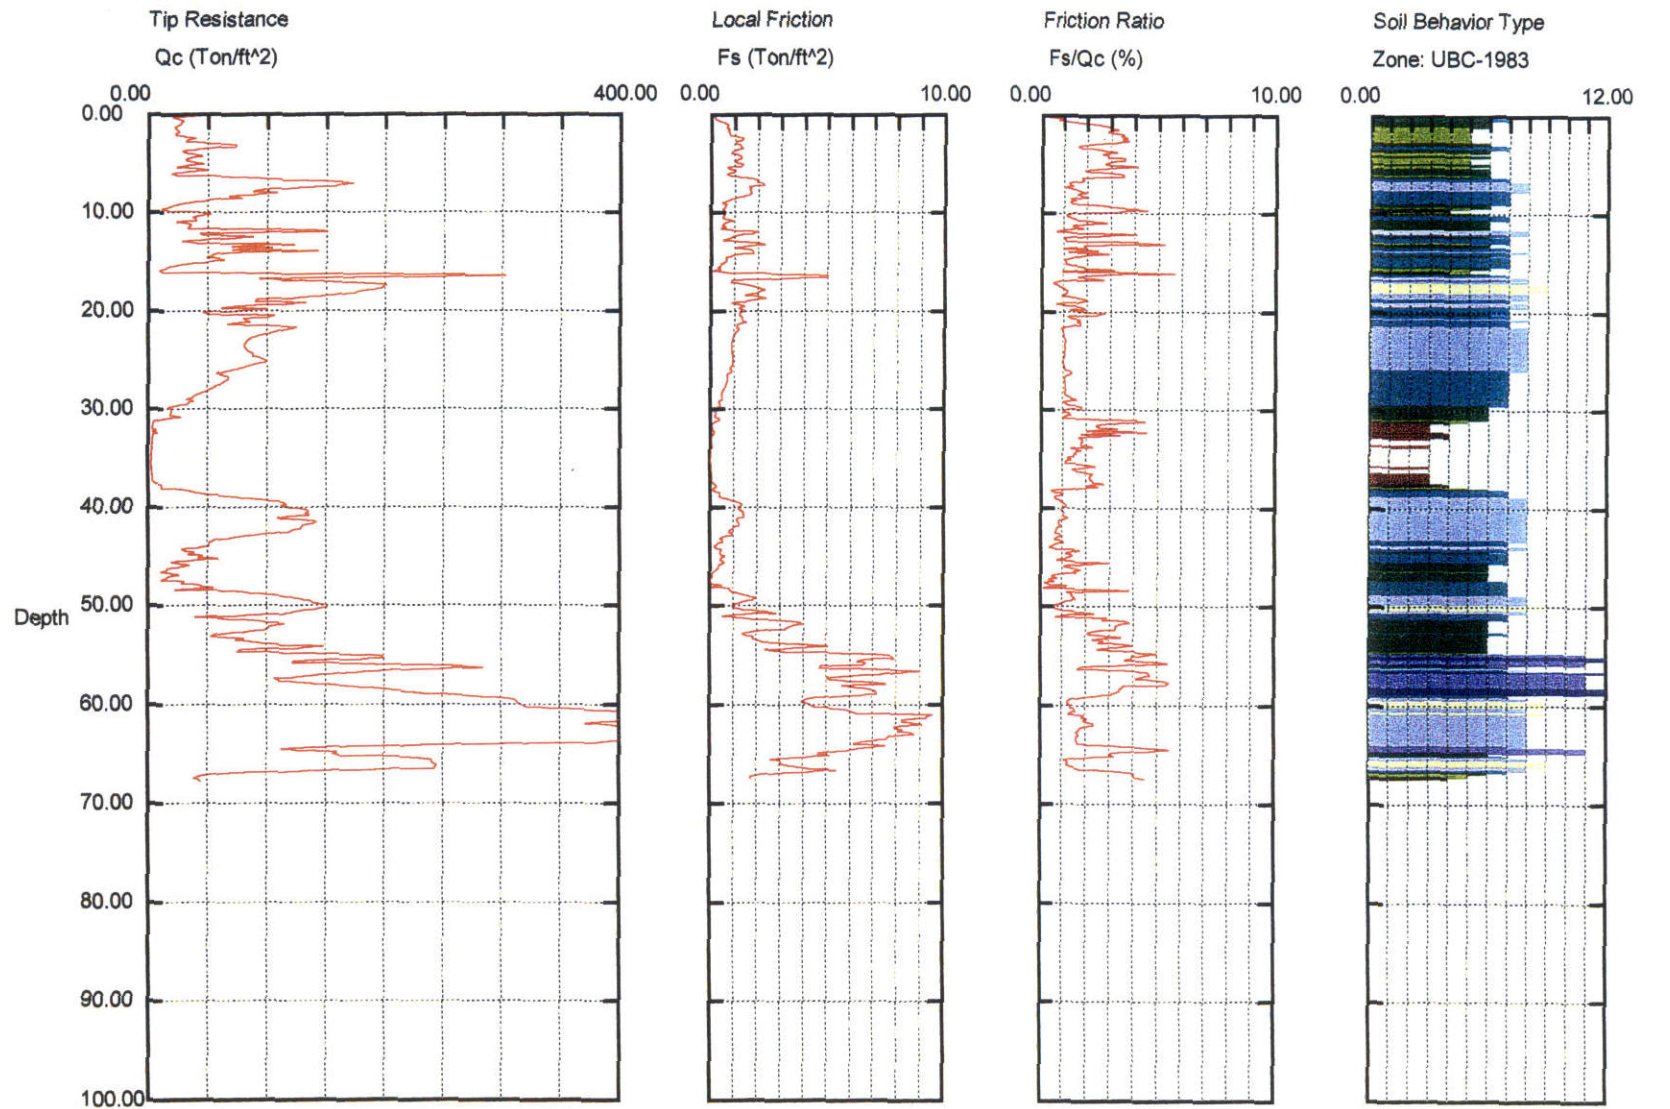 Tip Resistance
Qc (Ton/ft^2)
Local Friction
Fs (Ton/ft^2)
Friction Ratio
Fs/Qc (%)
Soil Behavior Type
Zone: UBC-1983
0.00 400.00
0.00 10.00
0.00 10.00
0.00 12.00
0.00
10.00
20.00
30.00
40.00
50.00
Depth
60.00
70.00
80.00
90.00
100.00